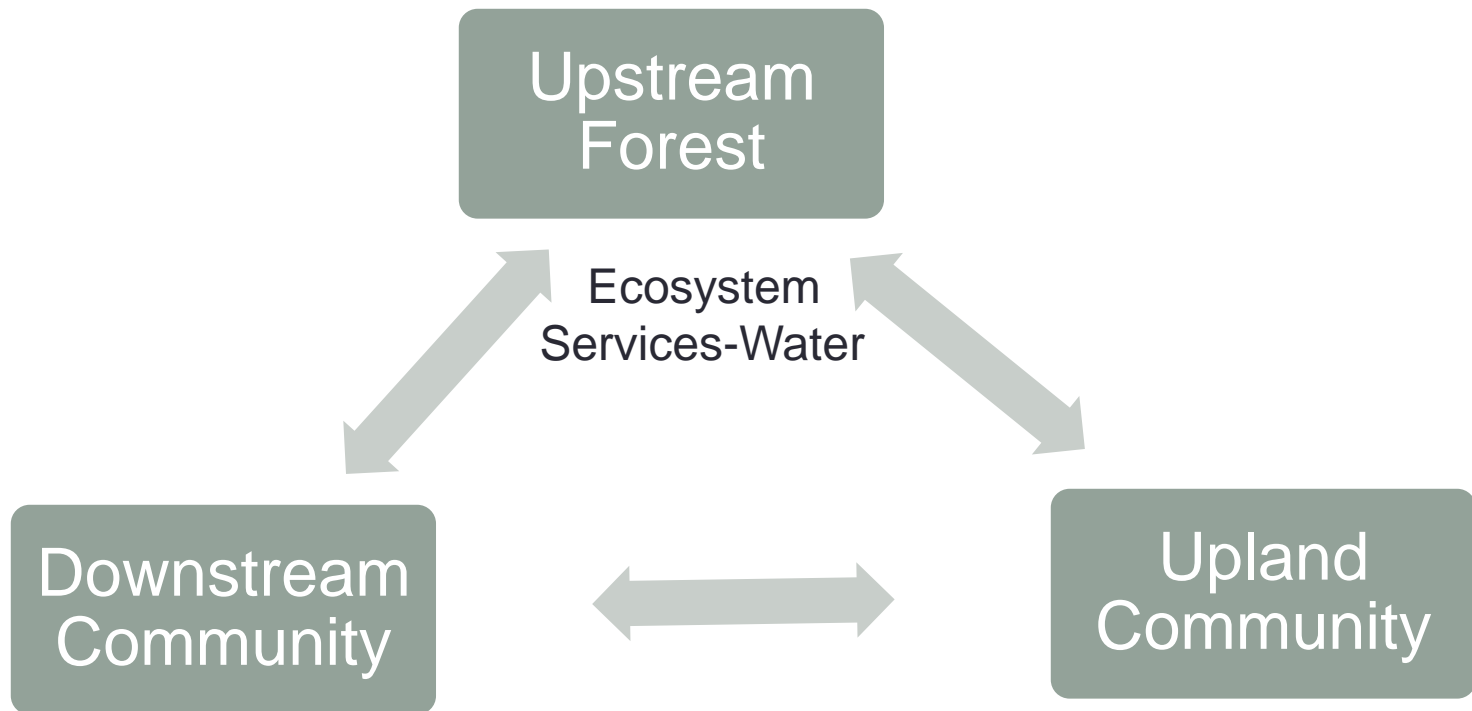 Upstream
Forest
Ecosystem
Services-Water
Downstream
Community
Upland
Community